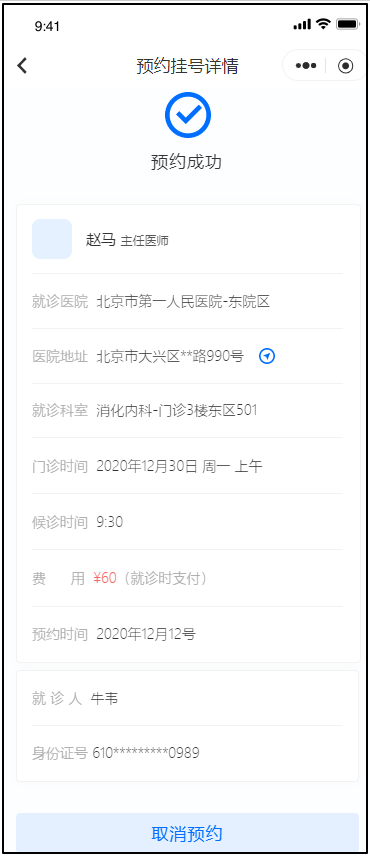 9:41
预约挂号详情
预约成功
赵马 主任医师
就诊医院 北京市第一人民医院-东院区
医院地址 北京市大兴区**路990号
就诊科室 消化内科-门诊3楼东区501
门诊时间 2020年12月30日 周一 上午
候诊时间 9:30
费 用 ¥60（就诊时支付）
预约时间 2020年12月12号
就 诊 人 牛韦
身份证号 610*********0989
取消预约